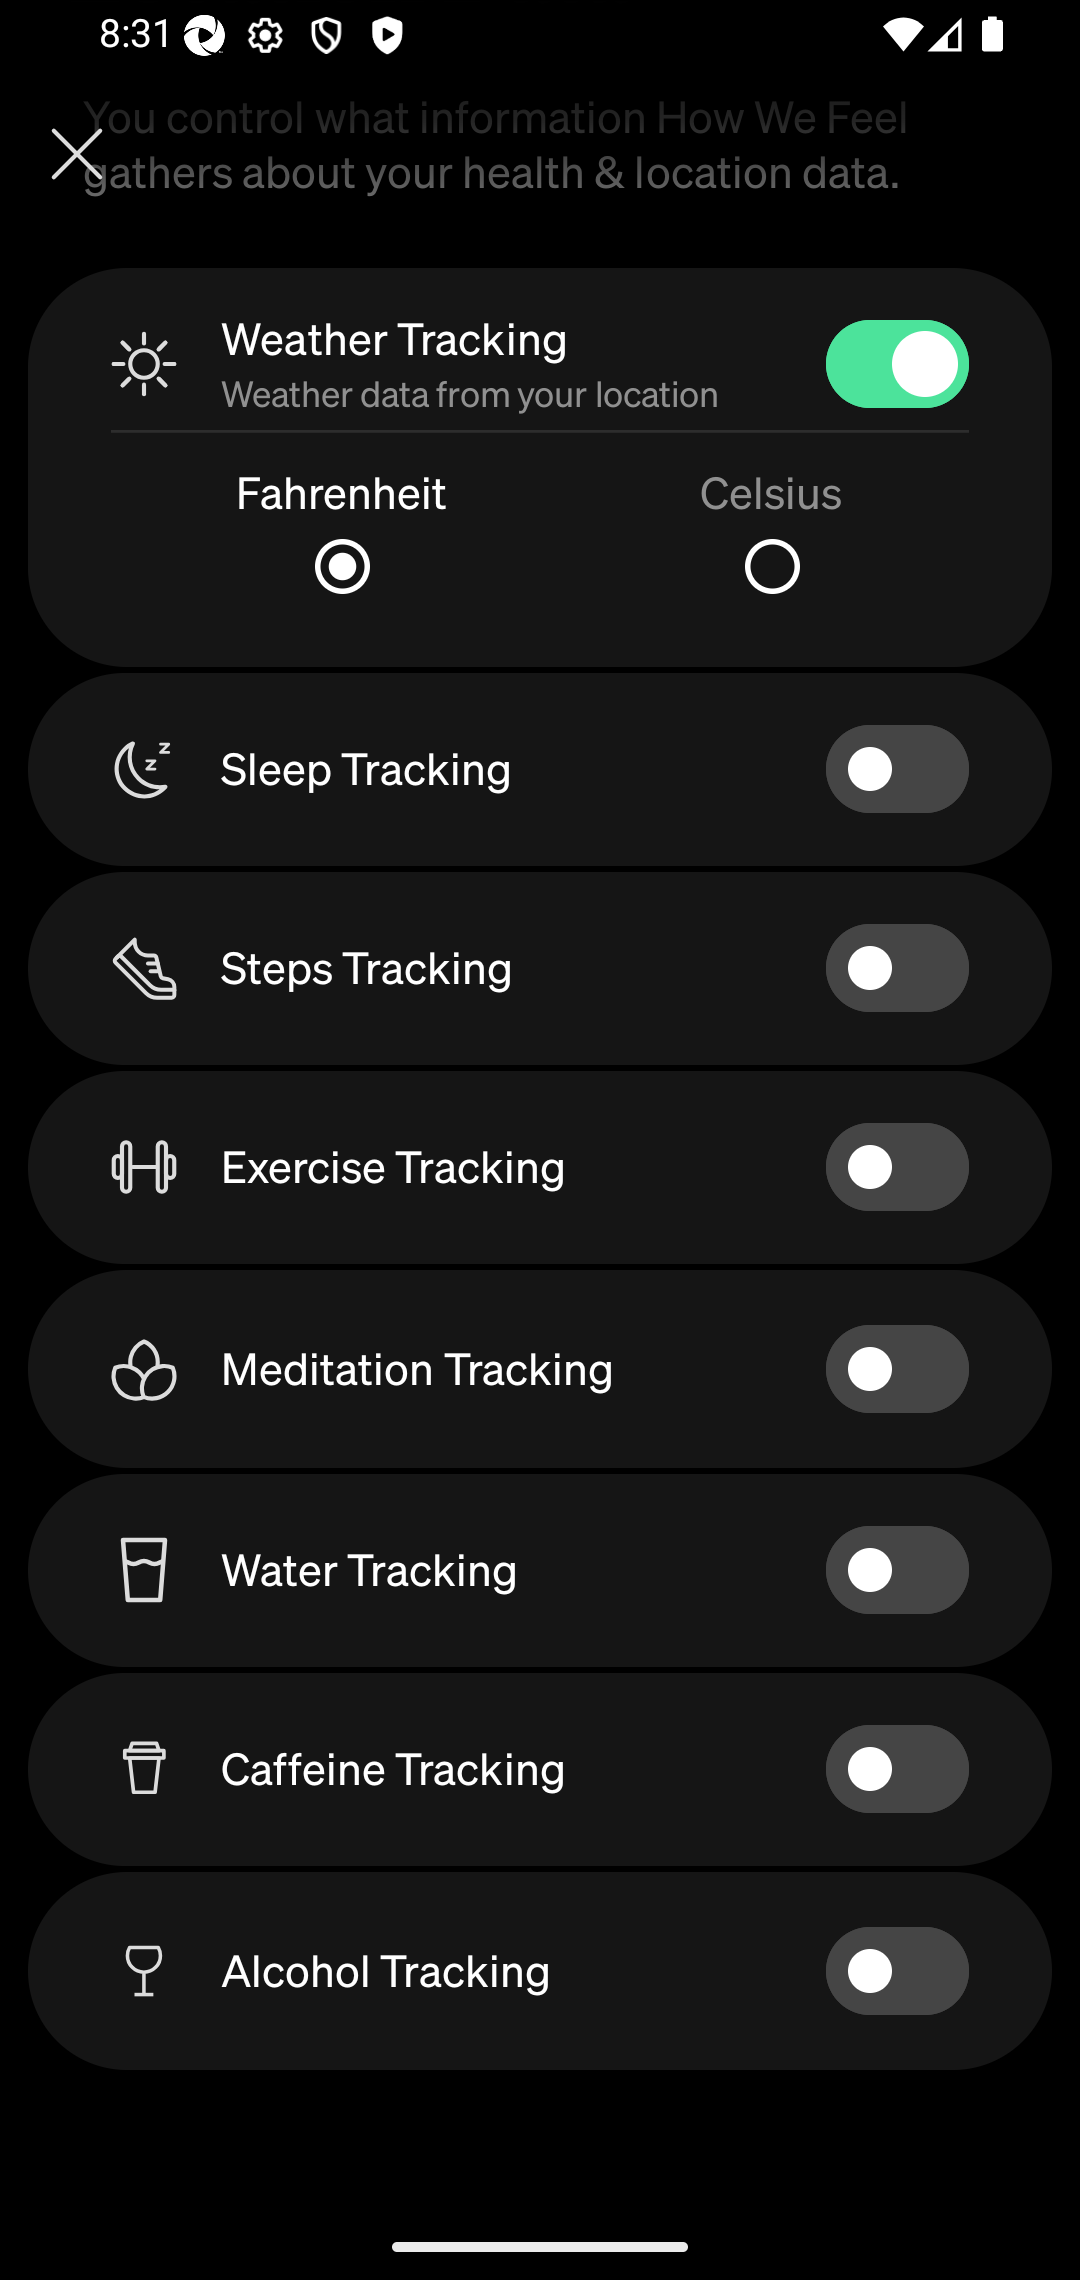 8:31
You control what information How We Feel
gathers about your health & location data.
Weather Tracking
Weather data from your location
Fahrenheit
Celsius
Sleep Tracking
Steps Tracking
Exercise Tracking
Meditation Tracking
Water Tracking
Caffeine Tracking
Alcohol Tracking